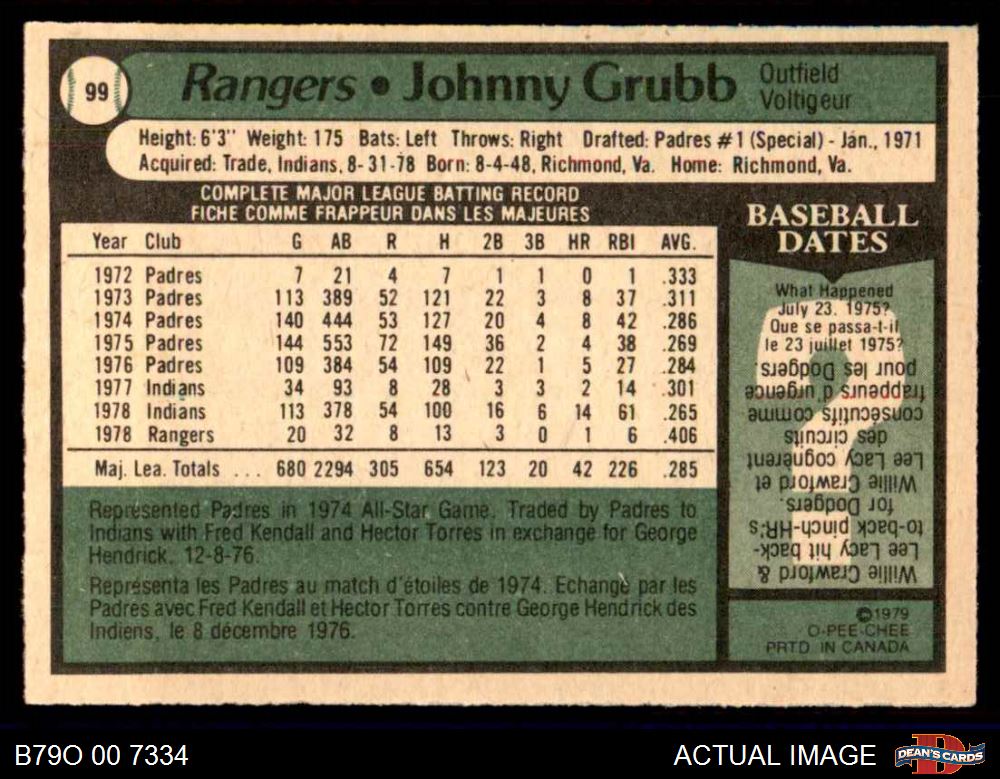 99
Rangers • Johnny Grubb
Outfield
Voltigeur
Height: 6'3" Weight: 175 Bats: Left Throws: Right Drafted: Padres #1 (Special) - Jan., 1971
Acquired: Trade, Indians, 8-31-78 Born: 8-4-48, Richmond, Va. Home: Richmond, Va.
COMPLETE MAJOR LEAGUE BATTING RECORD
FICHE COMME FRAPPEUR DANS LES MAJEURES
Year Club G AB R H 2B 3B HR RBI AVG.
1972 Padres 7 21 4 7 1 1 0 1 .333
1973 Padres 113 389 52 121 22 3 8 37 .311
1974 Padres 140 444 53 127 20 4 8 42 .286
1975 Padres 144 553 72 149 36 2 4 38 .269
1976 Padres 109 384 54 109 22 1 5 27 .284
1977 Indians 34 93 8 28 3 3 2 14 .301
1978 Indians 113 378 54 100 16 6 14 61 .265
1978 Rangers 20 32 8 13 3 0 1 6 .406
Maj. Lea. Totals ... 680 2294 305 654 123 20 42 226 .285
Represented Padres in 1974 All-Star Game. Traded by Padres to
Indians with Fred Kendall and Hector Torres in exchange for George
Hendrick, 12-8-76.
Représenta les Padres au match d'étoiles de 1974. Echangé par les
Padres avec Fred Kendall et Hector Torres contre George Hendrick des
Indiens, le 8 décembre 1976.
BASEBALL
DATES
What Happened
July 23, 1975?
Que se passa-t-il
le 23 juillet 1975?
Willie Crawford &
Lee Lacy hit back-
to-back pinch-HR's
for Dodgers.
Willie Crawford et
Lee Lacy cognèrent
des circuits
consécutifs comme
frappeurs d'urgence
pour les Dodgers.
©1979
O-PEE-CHEE
PRTD. IN CANADA
B79O 00 7334
ACTUAL IMAGE
DEAN'S CARDS